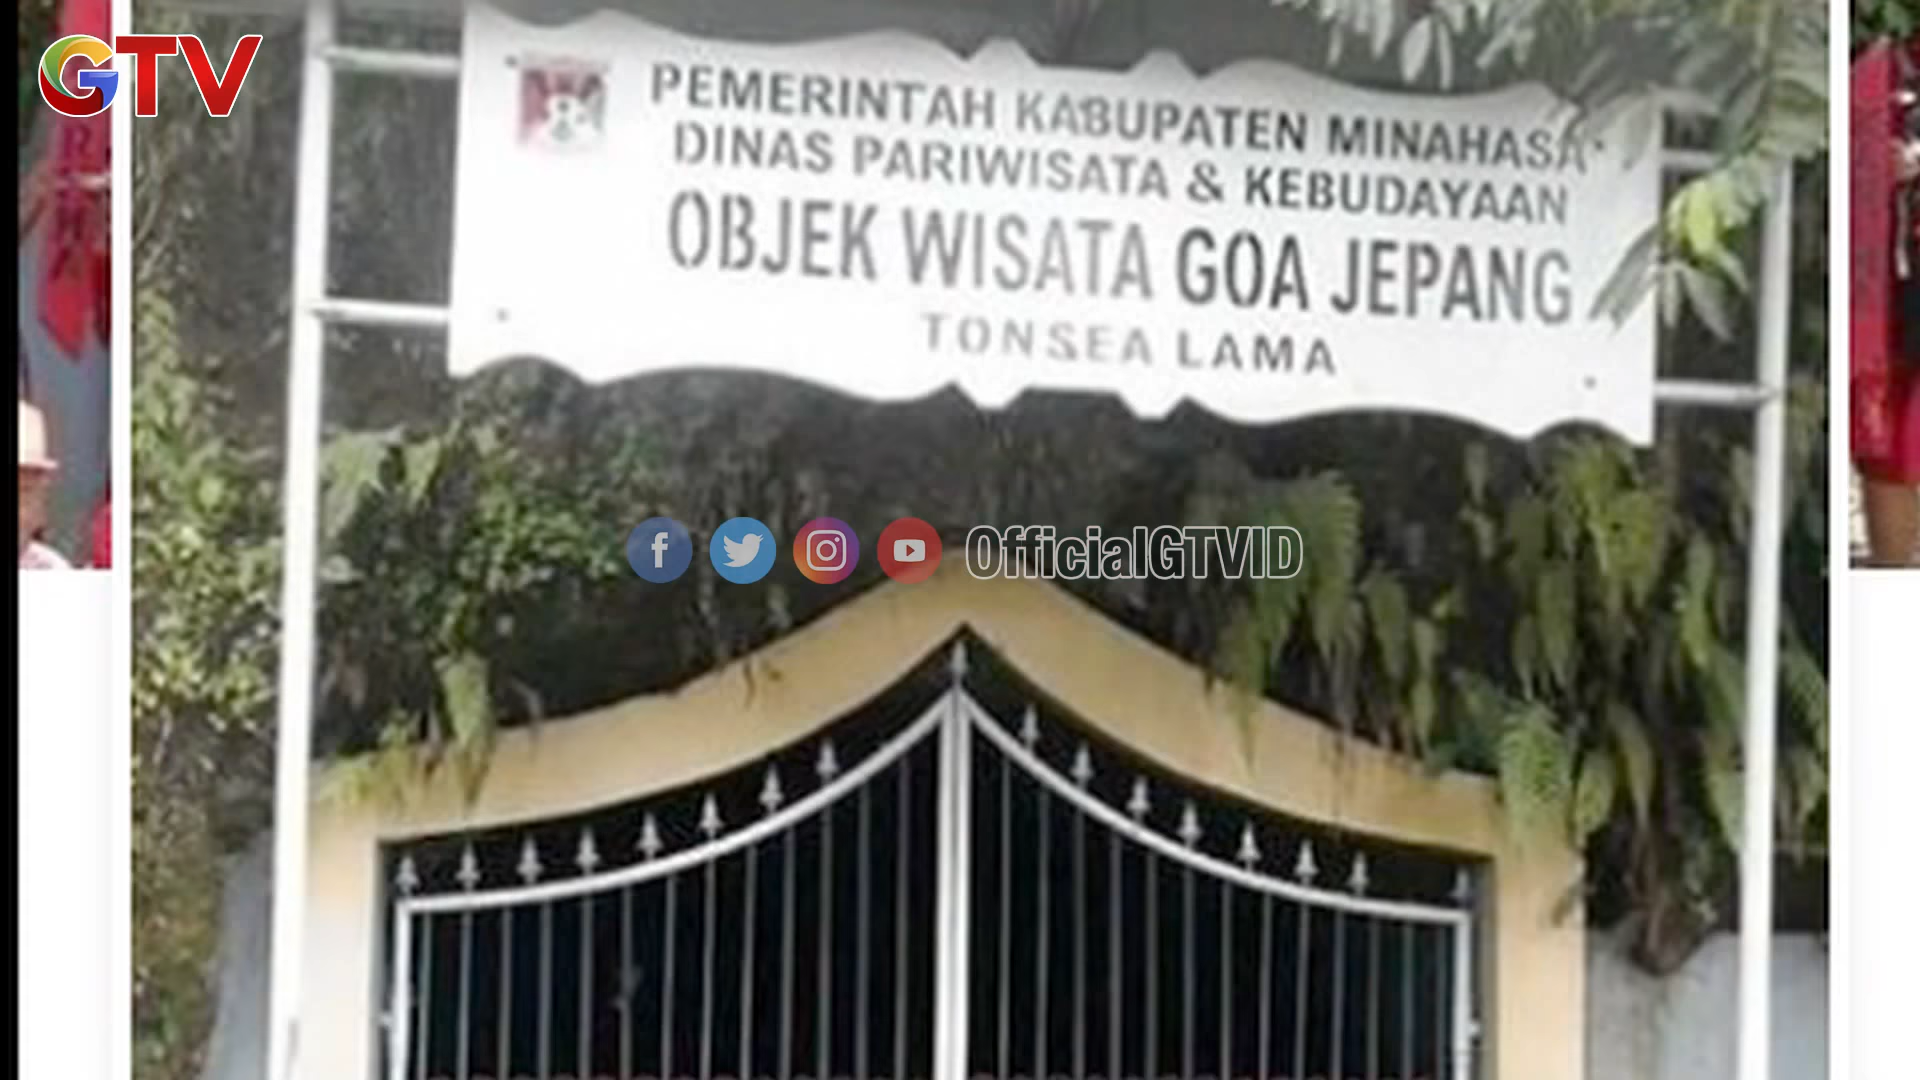 GTV
PEMERINTAH KABUPATEN MINAHASA
DINAS PARIWISATA & KEBUDAYAAN
OBJEK WISATA GOA JEPANG
TONSEA LAMA
OfficialGTVID